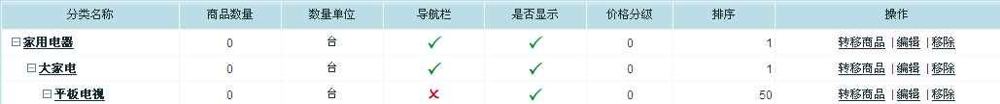 分类名称 商品数量 数量单位 导航栏 是否显示 价格分级 排序 操作
家用电器 0 台 0 1 转移商品 | 编辑 | 移除
大家电 0 台 0 1 转移商品 | 编辑 | 移除
平板电视 0 台 0 50 转移商品 | 编辑 | 移除